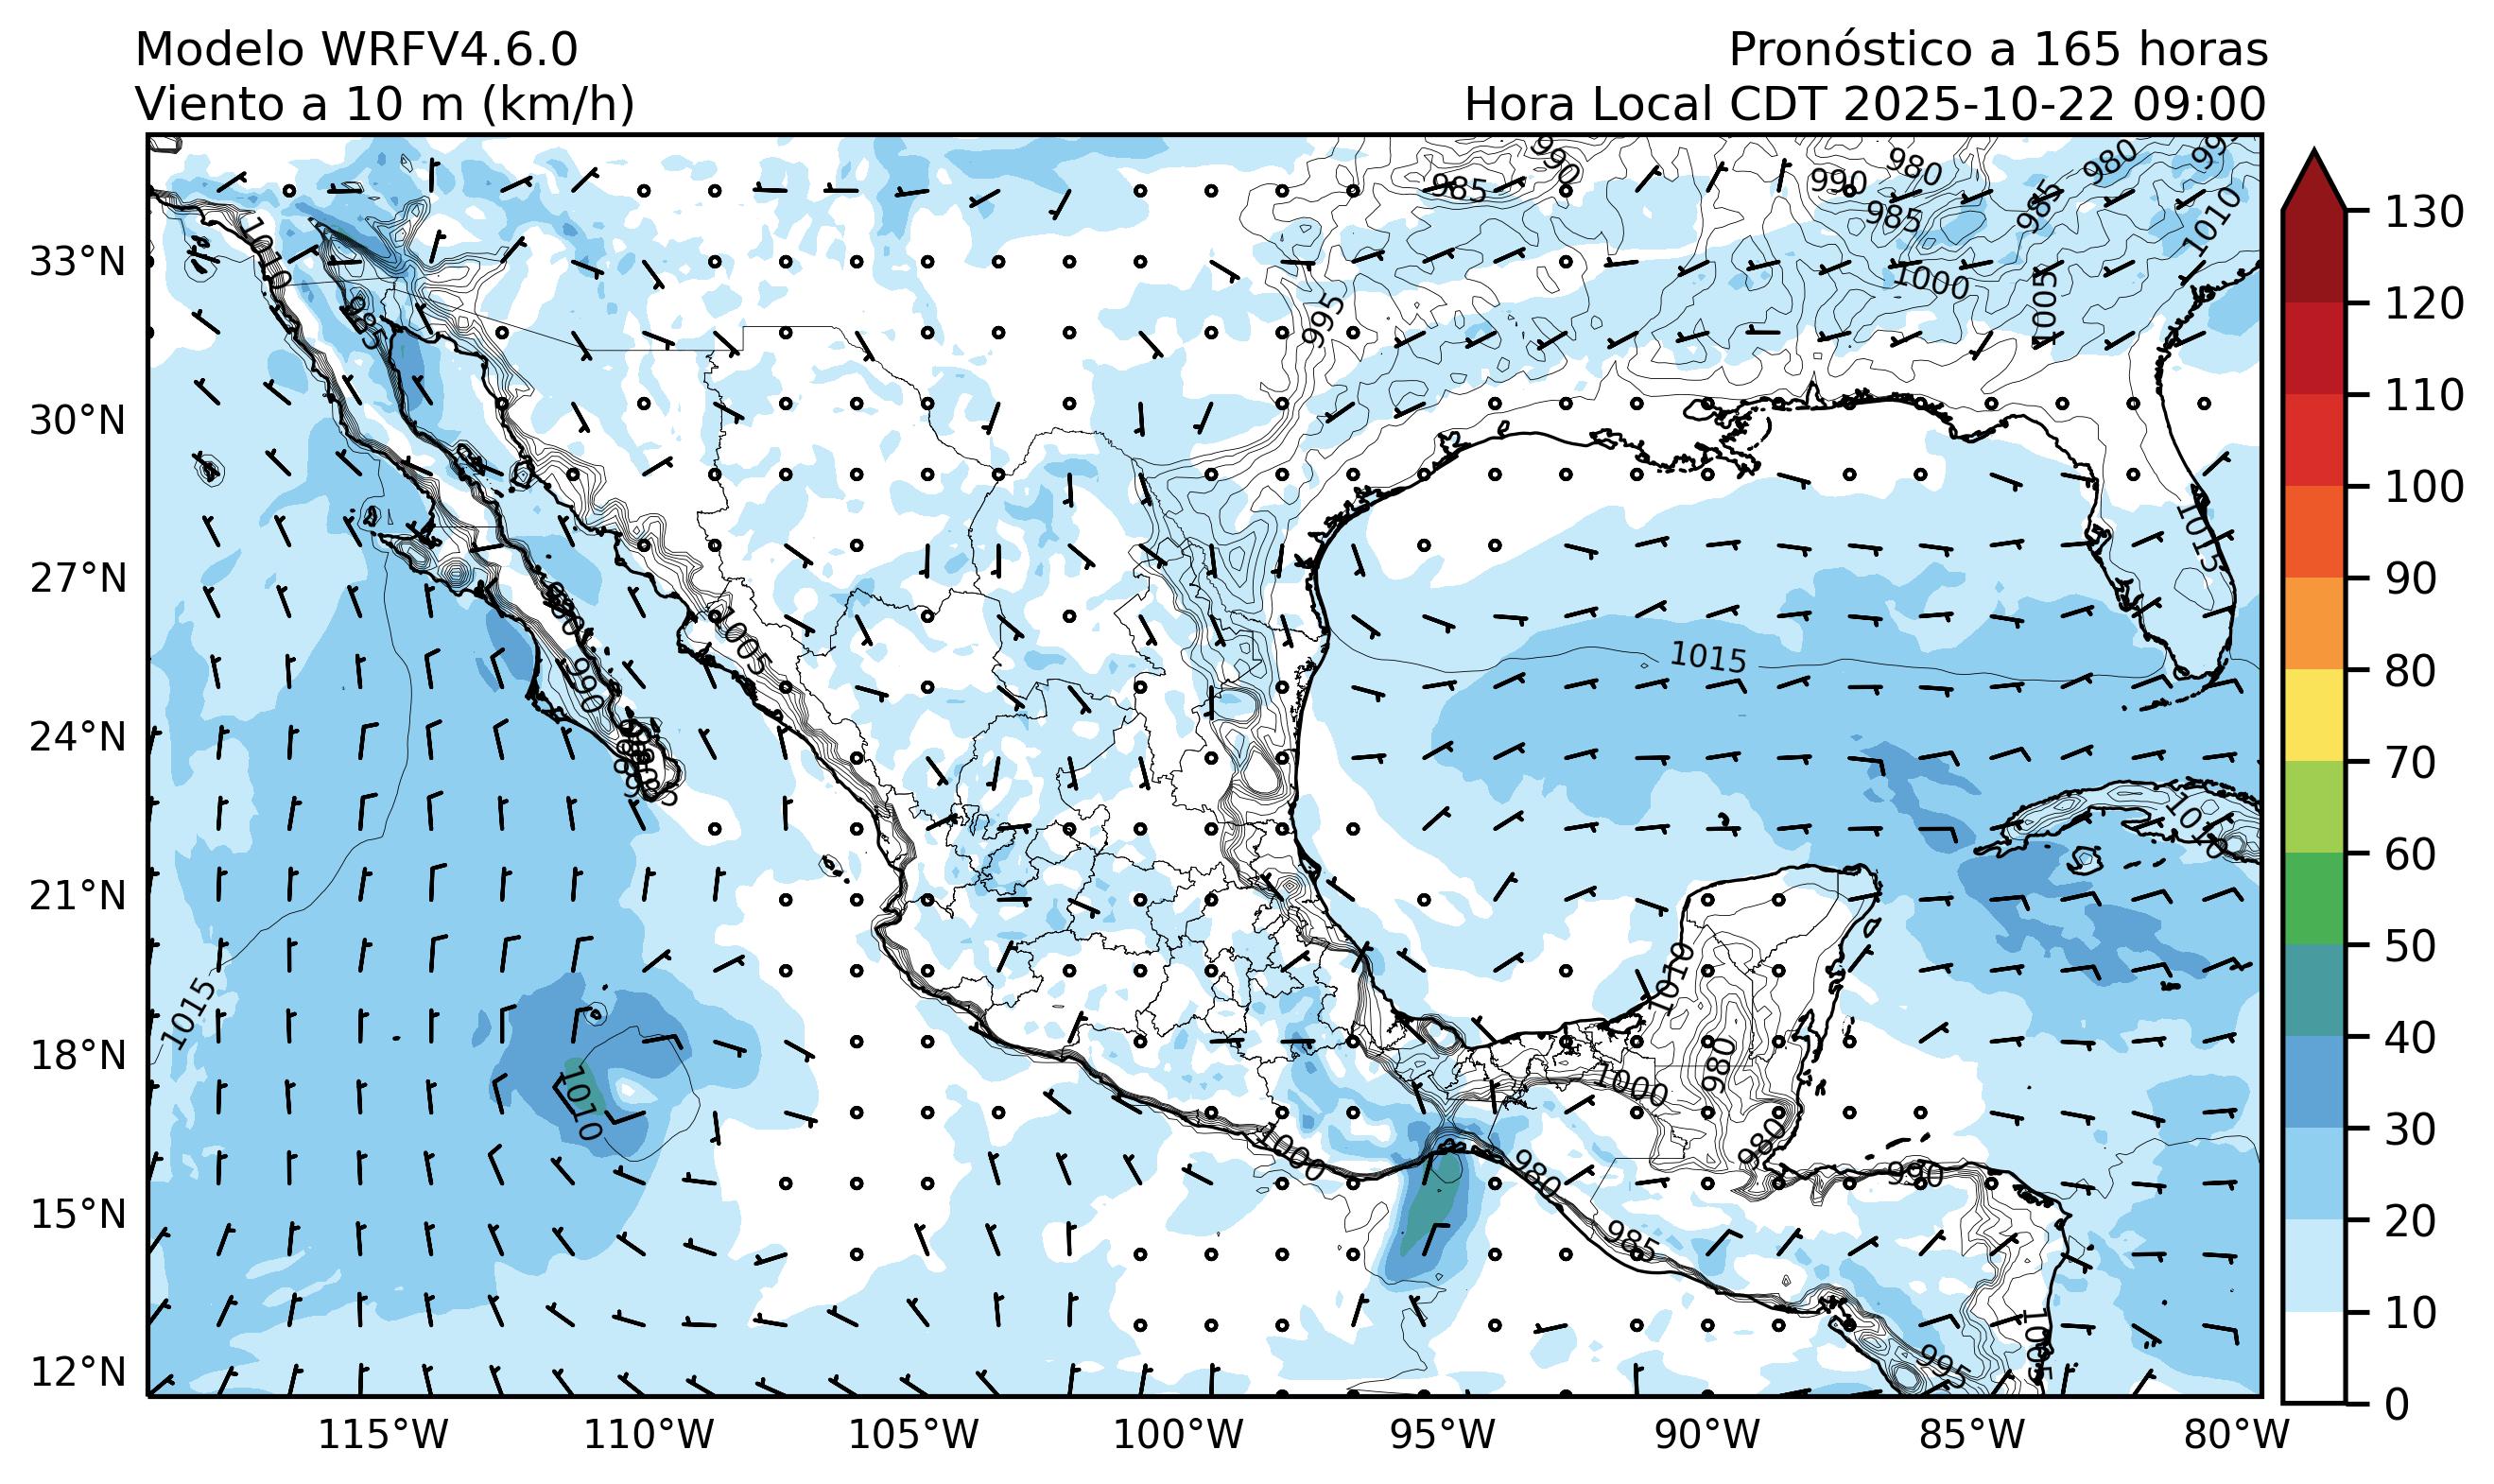 Modelo WRFV4.6.0
Viento a 10 m (km/h)
Pronóstico a 165 horas
Hora Local CDT 2025-10-22 09:00
33°N
30°N
27°N
24°N
21°N
18°N
15°N
12°N
115°W
110°W
105°W
100°W
95°W
90°W
85°W
80°W
130
120
110
100
90
80
70
60
50
40
30
20
10
0
990
985
980
990
985
980
985
1010
1000
1005
995
1010
985
1015
1005
990
1015
1010
1015
1010
1010
980
1000
980
1000
980
990
985
1005
995